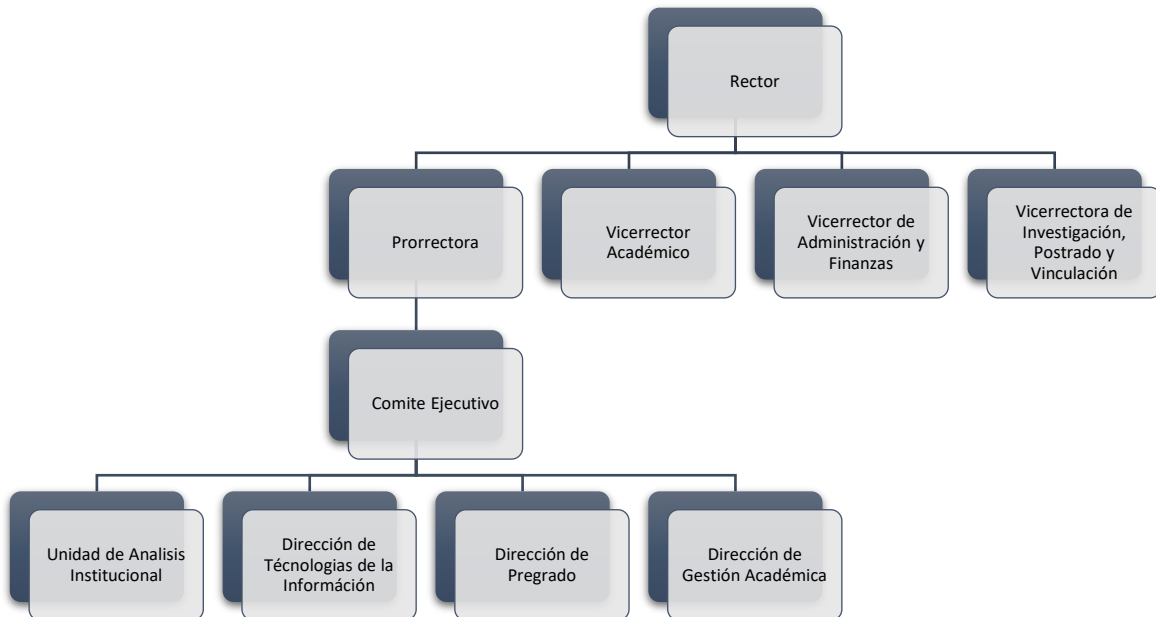 Rector
Prorrectora
Vicerrector
Académico
Vicerrector de
Administración y
Finanzas
Vicerrectora de
Investigación,
Postrado y
Vinculación
Comite Ejecutivo
Unidad de Analisis
Institucional
Dirección de
Técnologias de la
Információn
Dirección de
Pregrado
Dirección de
Gestión Académica